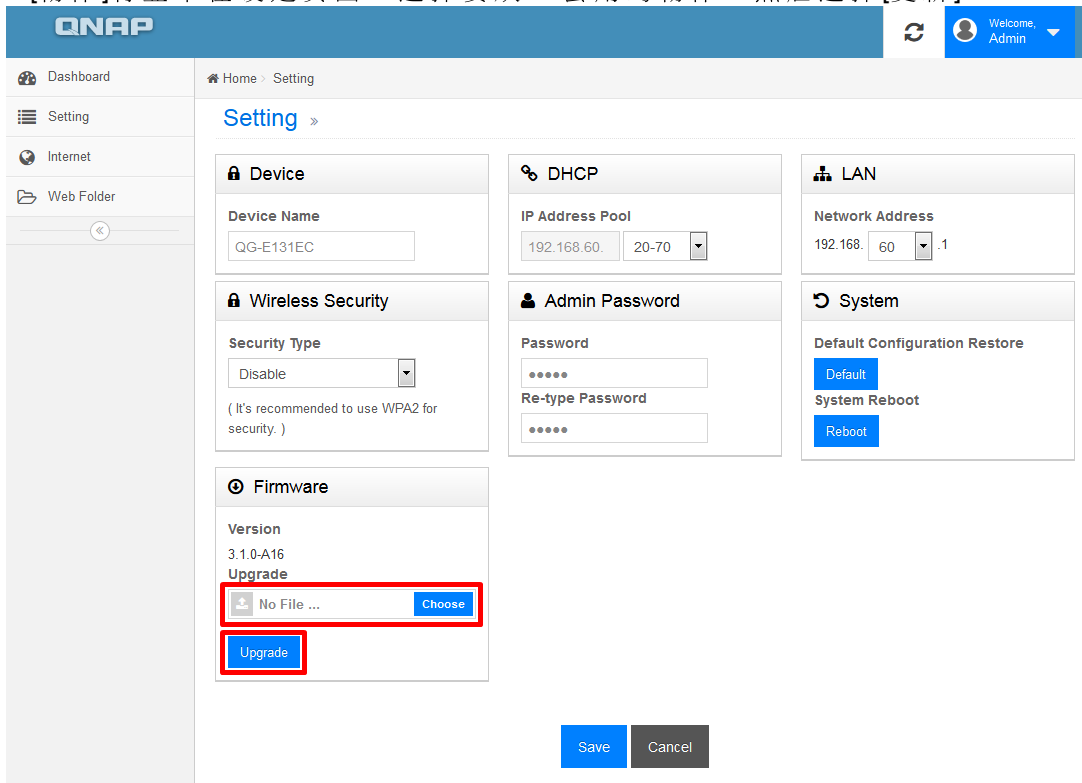 QNAP
Welcome,
Admin
Dashboard
Setting
Internet
Web Folder
Home
Setting
Setting »
Device
Device Name
QG-E131EC
DHCP
IP Address Pool
192.168.60. 20-70
LAN
Network Address
192.168. 60 .1
Wireless Security
Security Type
Disable
( It's recommended to use WPA2 for
security. )
Admin Password
Password
●●●●●
Re-type Password
●●●●●
System
Default Configuration Restore
Default
System Reboot
Reboot
Firmware
Version
3.1.0-A16
Upgrade
No File ... Choose
Upgrade
Save Cancel